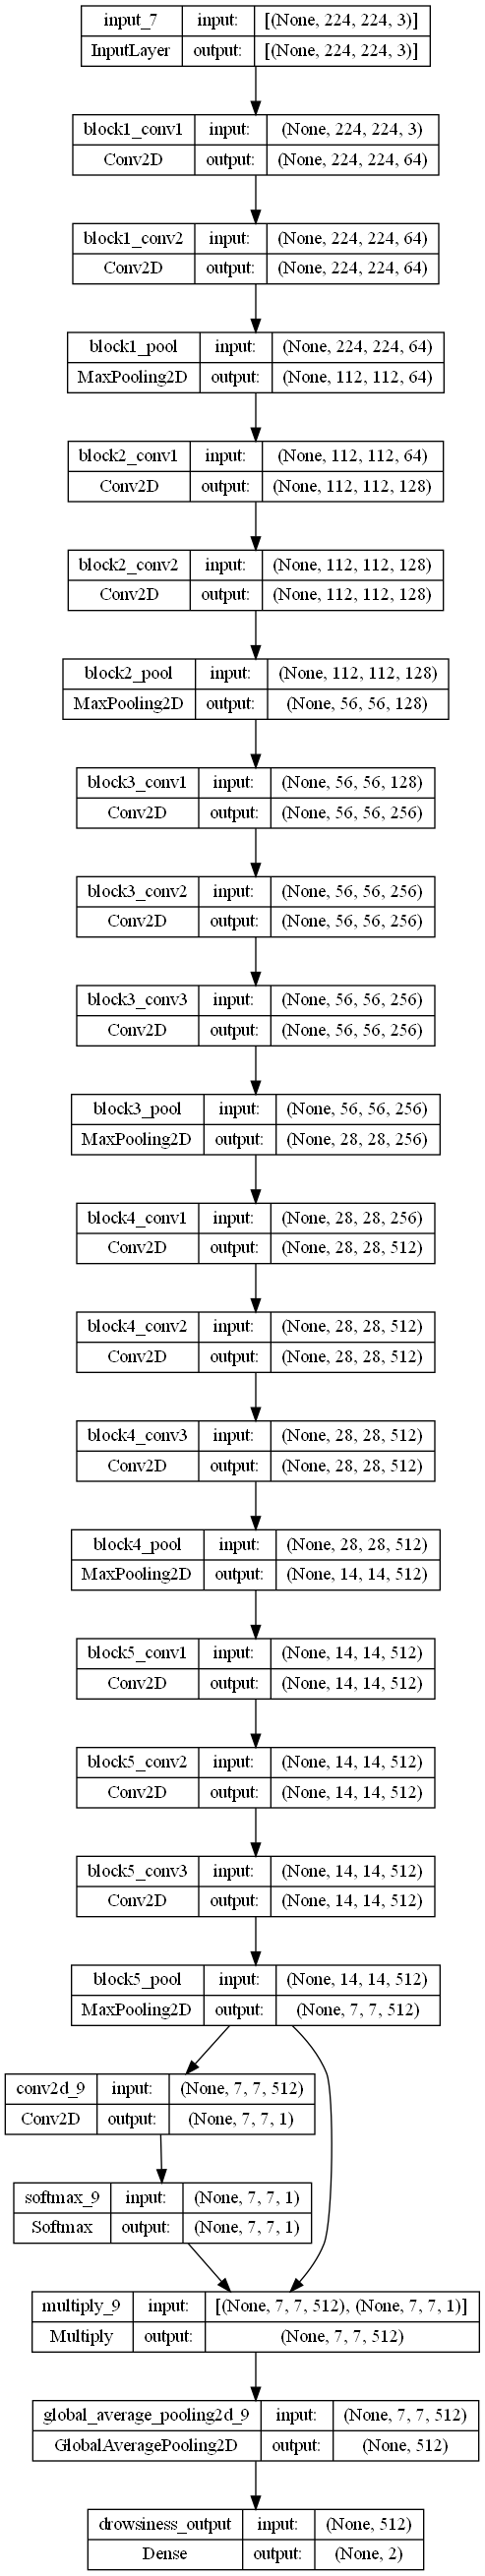 input_7 input: [(None, 224, 224, 3)]
InputLayer output: [(None, 224, 224, 3)]
block1_conv1 input: (None, 224, 224, 3)
Conv2D output: (None, 224, 224, 64)
block1_conv2 input: (None, 224, 224, 64)
Conv2D output: (None, 224, 224, 64)
block1_pool input: (None, 224, 224, 64)
MaxPooling2D output: (None, 112, 112, 64)
block2_conv1 input: (None, 112, 112, 64)
Conv2D output: (None, 112, 112, 128)
block2_conv2 input: (None, 112, 112, 128)
Conv2D output: (None, 112, 112, 128)
block2_pool input: (None, 112, 112, 128)
MaxPooling2D output: (None, 56, 56, 128)
block3_conv1 input: (None, 56, 56, 128)
Conv2D output: (None, 56, 56, 256)
block3_conv2 input: (None, 56, 56, 256)
Conv2D output: (None, 56, 56, 256)
block3_conv3 input: (None, 56, 56, 256)
Conv2D output: (None, 56, 56, 256)
block3_pool input: (None, 56, 56, 256)
MaxPooling2D output: (None, 28, 28, 256)
block4_conv1 input: (None, 28, 28, 256)
Conv2D output: (None, 28, 28, 512)
block4_conv2 input: (None, 28, 28, 512)
Conv2D output: (None, 28, 28, 512)
block4_conv3 input: (None, 28, 28, 512)
Conv2D output: (None, 28, 28, 512)
block4_pool input: (None, 28, 28, 512)
MaxPooling2D output: (None, 14, 14, 512)
block5_conv1 input: (None, 14, 14, 512)
Conv2D output: (None, 14, 14, 512)
block5_conv2 input: (None, 14, 14, 512)
Conv2D output: (None, 14, 14, 512)
block5_conv3 input: (None, 14, 14, 512)
Conv2D output: (None, 14, 14, 512)
block5_pool input: (None, 14, 14, 512)
MaxPooling2D output: (None, 7, 7, 512)
conv2d_9 input: (None, 7, 7, 512)
Conv2D output: (None, 7, 7, 1)
softmax_9 input: (None, 7, 7, 1)
Softmax output: (None, 7, 7, 1)
multiply_9 input: [(None, 7, 7, 512), (None, 7, 7, 1)]
Multiply output: (None, 7, 7, 512)
global_average_pooling2d_9 input: (None, 7, 7, 512)
GlobalAveragePooling2D output: (None, 512)
drowsiness_output input: (None, 512)
Dense output: (None, 2)